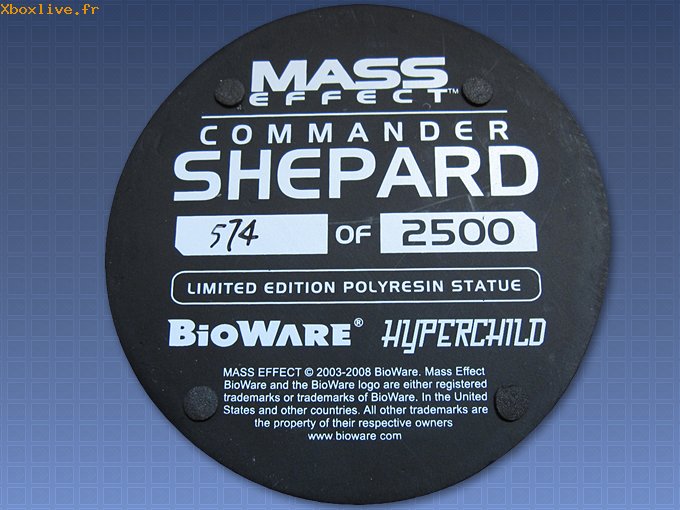 Xboxlive.fr
MASS
EFFECT™
COMMANDER
SHEPARD
574 OF 2500
LIMITED EDITION POLYRESIN STATUE
BIOWARE® HYPERCHILD
MASS EFFECT © 2003-2008 BioWare. Mass Effect
BioWare and the BioWare logo are either registered
trademarks or trademarks of BioWare. In the United
States and other countries. All other trademarks are
the property of their respective owners
www.bioware.com